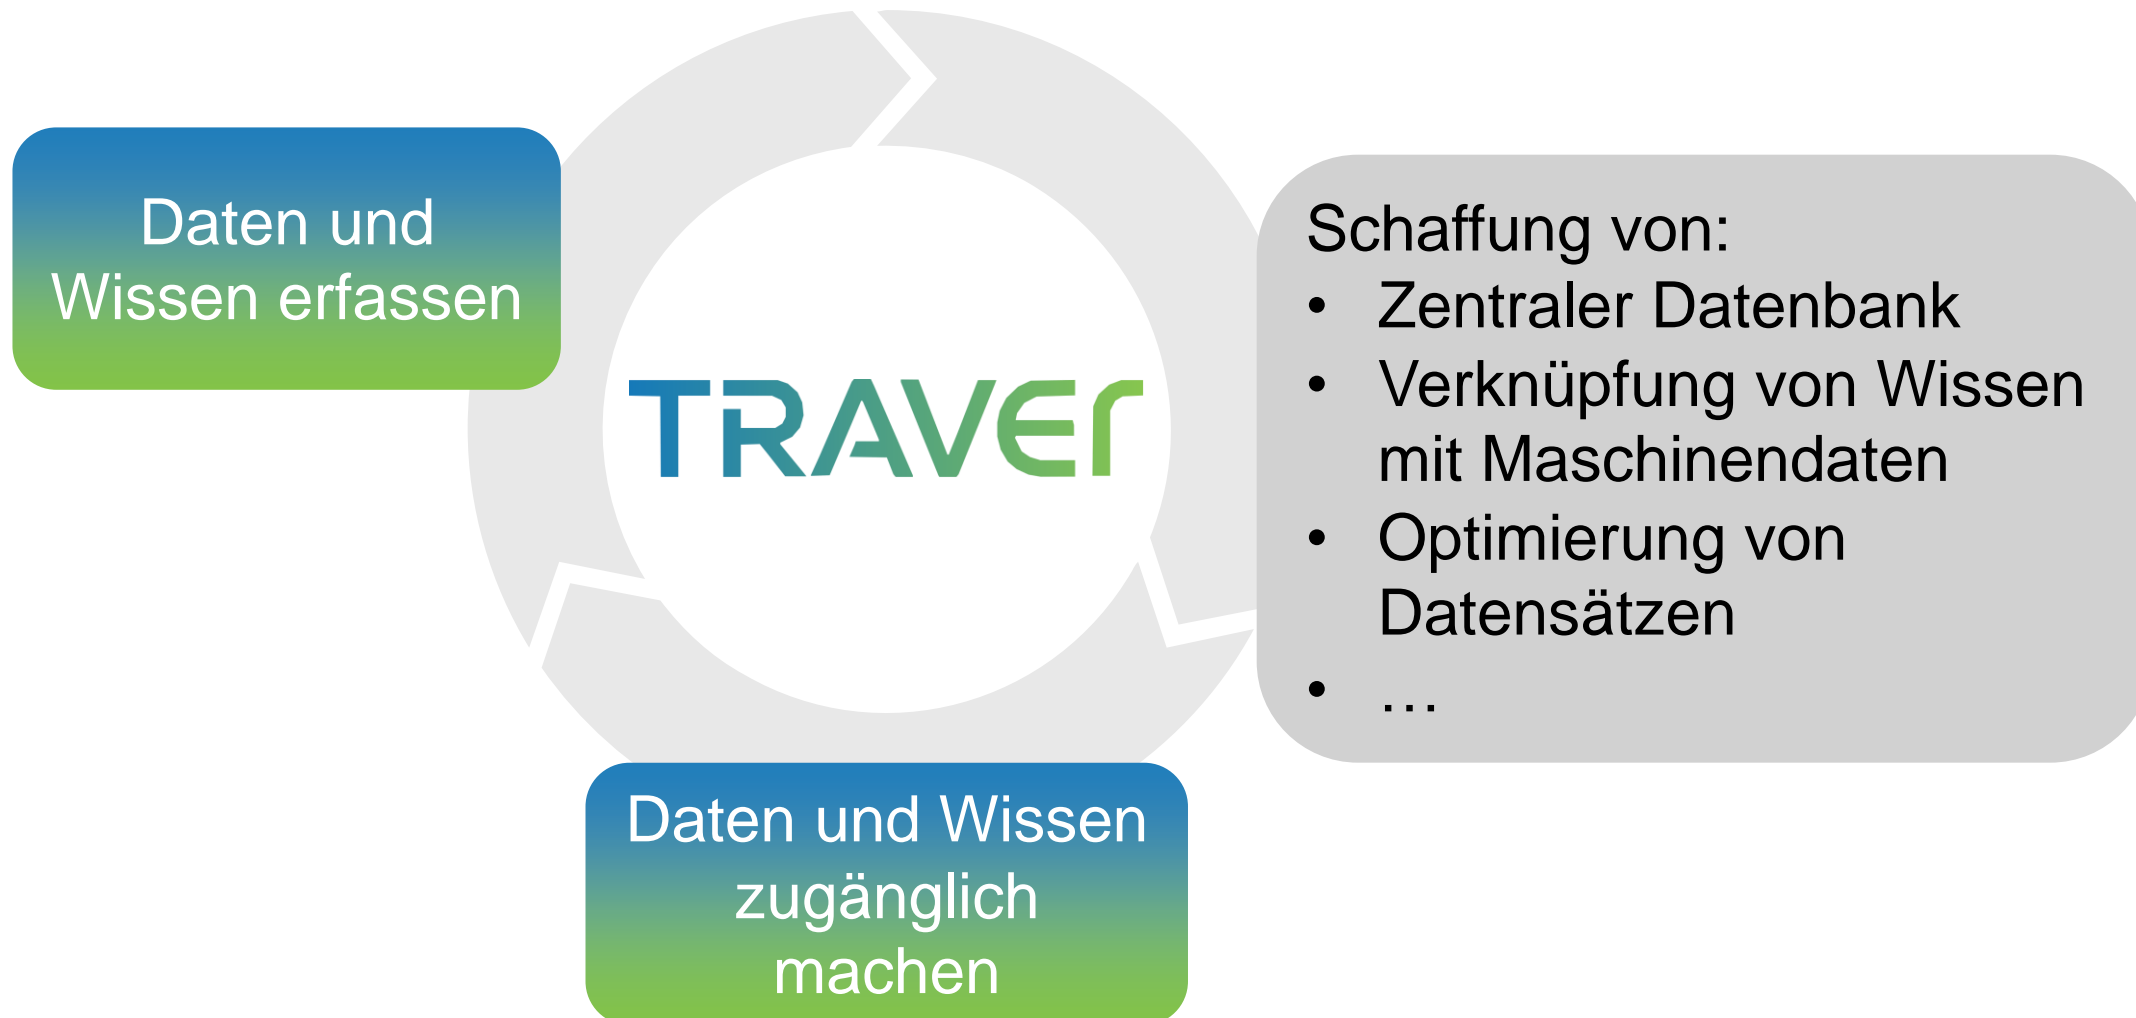 Daten und
Wissen erfassen
TRAVEr
Schaffung von:
• Zentraler Datenbank
• Verknüpfung von Wissen
mit Maschinendaten
• Optimierung von
Datensätzen
• …
Daten und Wissen
zugänglich
machen